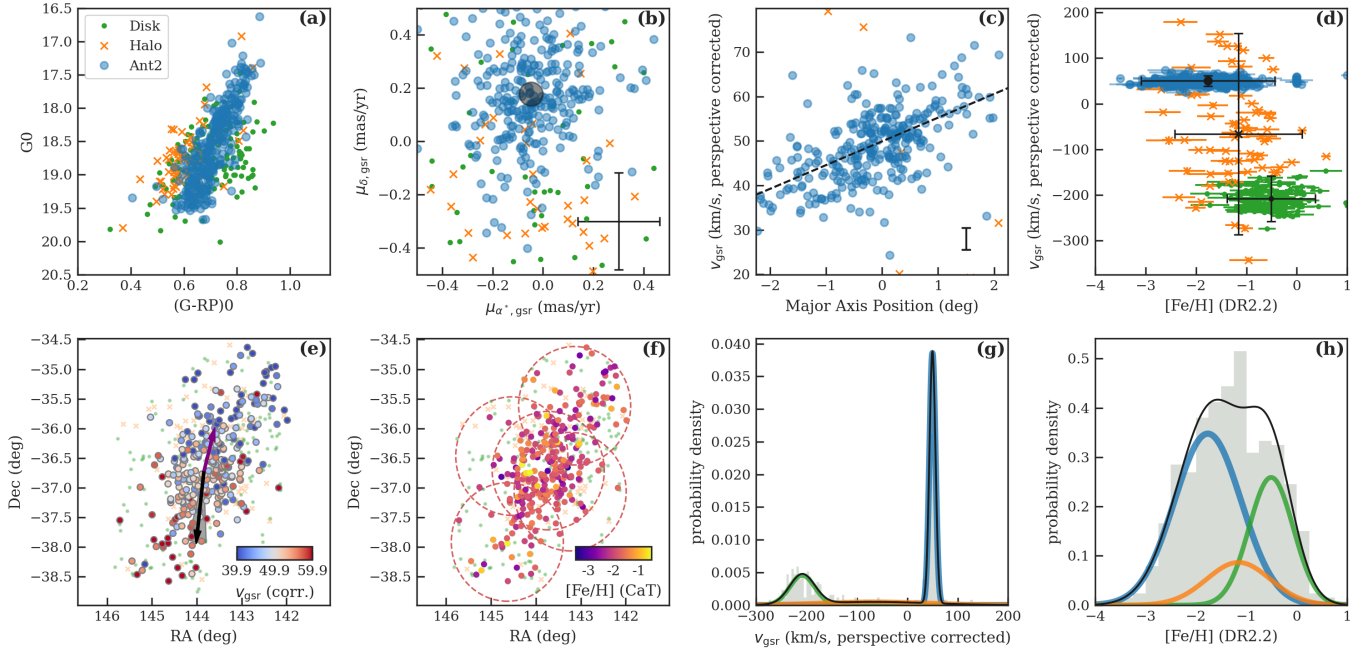 (a)
Disk
Halo
Ant2
16.5
17.0
17.5
18.0
18.5
19.0
19.5
20.0
20.5
G0
0.2 0.4 0.6 0.8 1.0
(G-RP)0
(b)
0.4
0.2
0.0
−0.2
−0.4
μδ,gsr (mas/yr)
−0.4 −0.2 0.0 0.2 0.4
μα*,gsr (mas/yr)
(c)
70
60
50
40
30
20
vgsr (km/s, perspective corrected)
−2 −1 0 1 2
Major Axis Position (deg)
(d)
200
100
0
−100
−200
−300
vgsr (km/s, perspective corrected)
−4 −3 −2 −1 0 1
[Fe/H] (DR2.2)
(e)
−34.5
−35.0
−35.5
−36.0
−36.5
−37.0
−37.5
−38.0
−38.5
Dec (deg)
39.9 49.9 59.9
vgsr (corr.)
146 145 144 143 142
RA (deg)
(f)
−34.5
−35.0
−35.5
−36.0
−36.5
−37.0
−37.5
−38.0
−38.5
Dec (deg)
-3 -2 -1
[Fe/H] (CaT)
146 145 144 143 142
RA (deg)
(g)
0.040
0.035
0.030
0.025
0.020
0.015
0.010
0.005
0.000
probability density
−300 −200 −100 0 100 200
vgsr (km/s, perspective corrected)
(h)
0.5
0.4
0.3
0.2
0.1
0.0
probability density
−4 −3 −2 −1 0 1
[Fe/H] (DR2.2)